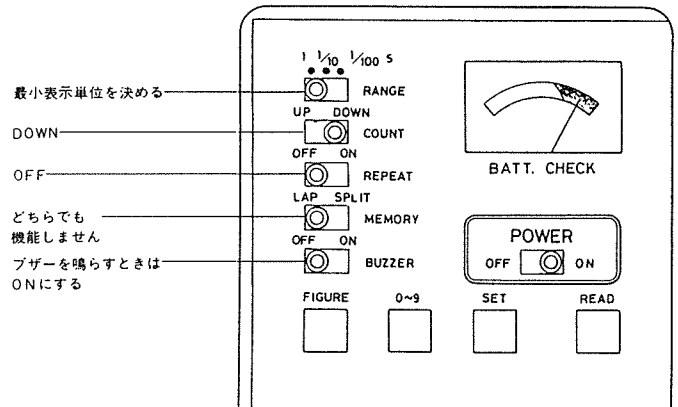 1 1/10 1/100 S
最小表示単位を決める
RANGE
UP DOWN
DOWN
COUNT
OFF ON
OFF
REPEAT
LAP SPLIT
どちらでも
機能しません
MEMORY
OFF ON
ブザーを鳴らすときは
ONにする
BUZZER
BATT. CHECK
POWER
OFF ON
FIGURE 0~9 SET READ